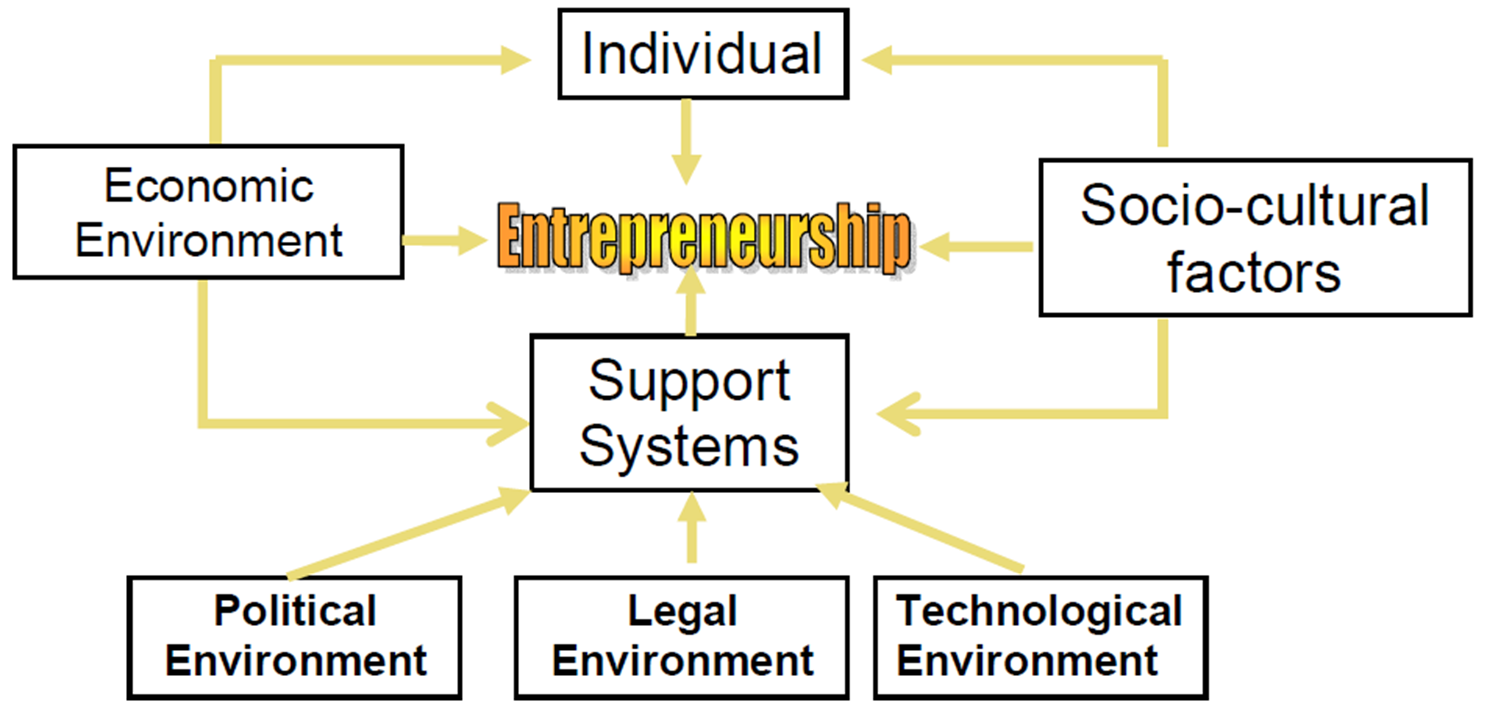 Individual
Economic
Environment
Entrepreneurship
Socio-cultural
factors
Support
Systems
Political
Environment
Legal
Environment
Technological
Environment